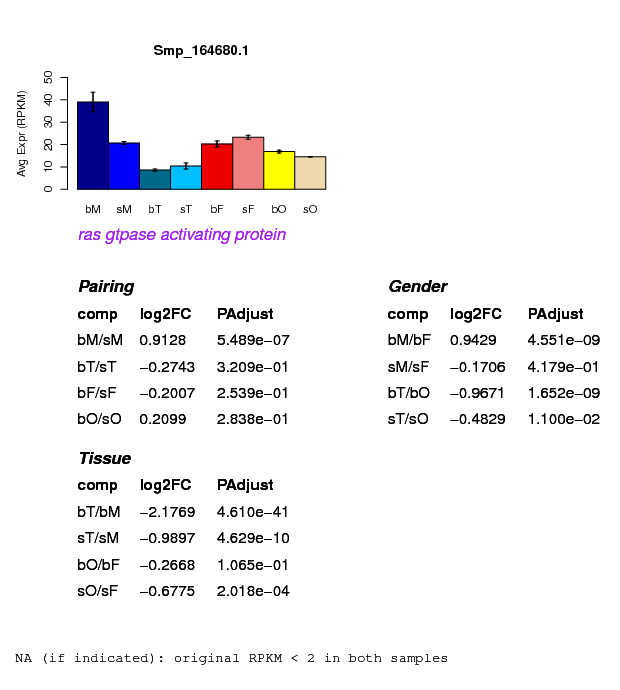 Smp_164680.1
Avg Expr (RPKM)
50
40
30
20
10
0
bM sM bT sT bF sF bO sO
ras gtpase activating protein
Pairing
comp log2FC PAdjust
bM/sM 0.9128 5.489e−07
bT/sT −0.2743 3.209e−01
bF/sF −0.2007 2.539e−01
bO/sO 0.2099 2.838e−01
Gender
comp log2FC PAdjust
bM/bF 0.9429 4.551e−09
sM/sF −0.1706 4.179e−01
bT/bO −0.9671 1.652e−09
sT/sO −0.4829 1.100e−02
Tissue
comp log2FC PAdjust
bT/bM −2.1769 4.610e−41
sT/sM −0.9897 4.629e−10
bO/bF −0.2668 1.065e−01
sO/sF −0.6775 2.018e−04
NA (if indicated): original RPKM < 2 in both samples